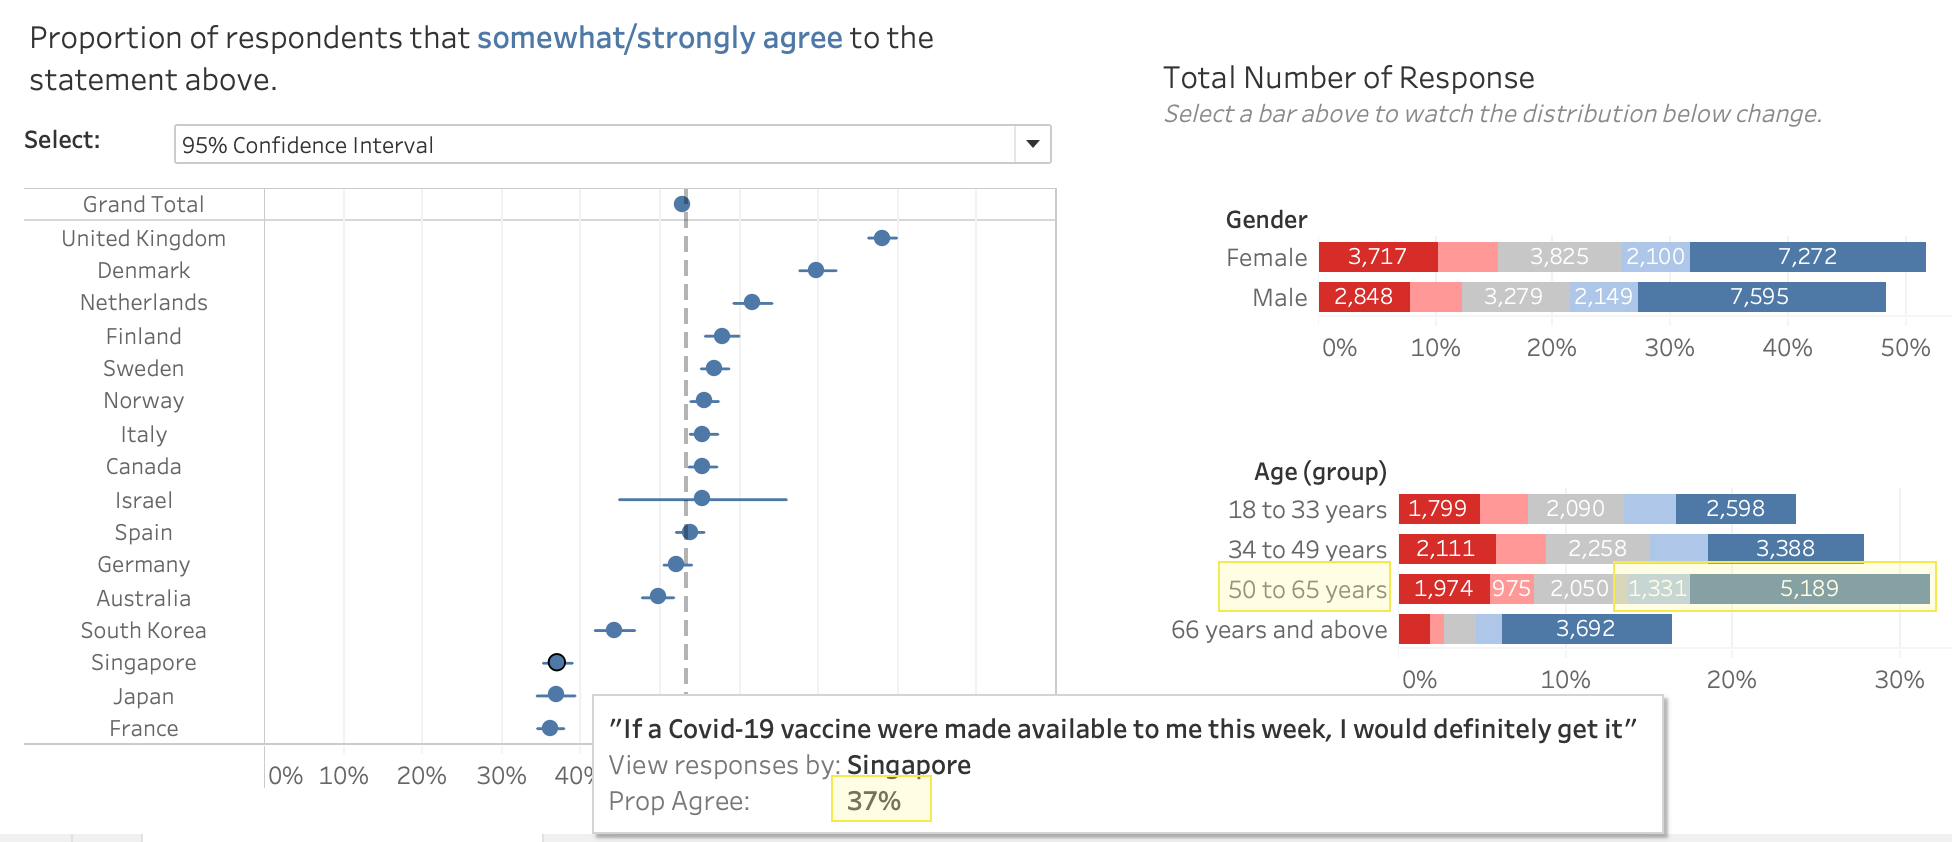 Proportion of respondents that somewhat/strongly agree to the
statement above.
Select:
95% Confidence Interval
Grand Total
United Kingdom
Denmark
Netherlands
Finland
Sweden
Norway
Italy
Canada
Israel
Spain
Germany
Australia
South Korea
Singapore
Japan
France
0% 10% 20% 30% 40%
Total Number of Response
Select a bar above to watch the distribution below change.
Gender
Female 3,717 3,825 2,100 7,272
Male 2,848 3,279 2,149 7,595
0% 10% 20% 30% 40% 50%
Age (group)
18 to 33 years 1,799 2,090 2,598
34 to 49 years 2,111 2,258 3,388
50 to 65 years 1,974 975 2,050 1,331 5,189
66 years and above 3,692
0% 10% 20% 30%
"If a Covid-19 vaccine were made available to me this week, I would definitely get it"
View responses by: Singapore
Prop Agree: 37%